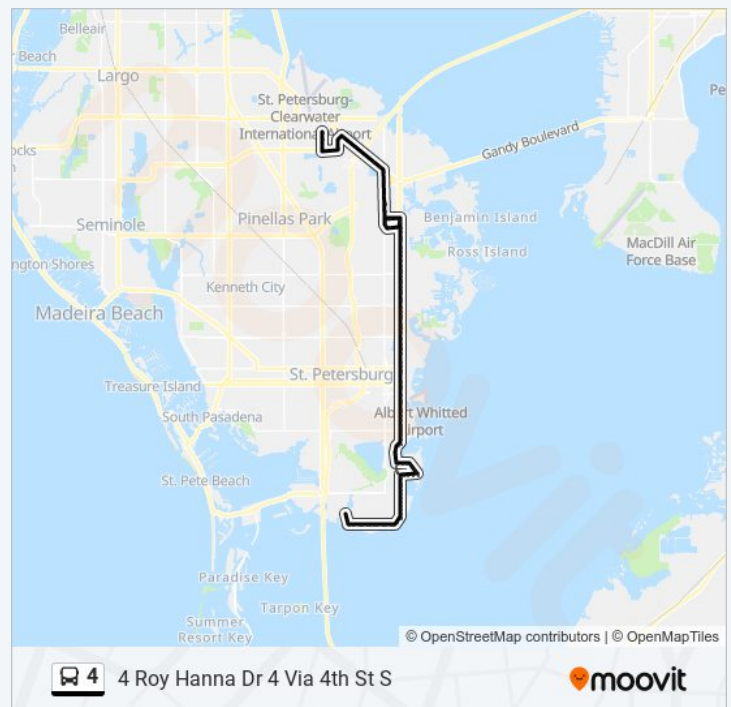 Belleair
r Beach
Largo
St. Petersburg-
Clearwater
International Airport
Pe
ocks
Gandy Boulevard
Seminole
Pinellas Park
Benjamin Island
Ross Island
MacDill Air
Force Base
ngton Shores
Kenneth City
Madeira Beach
St. Petersburg
Treasure Island
South Pasadena
Albert Whitted
Airport
St. Pete Beach
Paradise Key
Tarpon Key
Summer
Resort Key
© OpenStreetMap contributors | © OpenMapTiles
4 4 Roy Hanna Dr 4 Via 4th St S
moovit